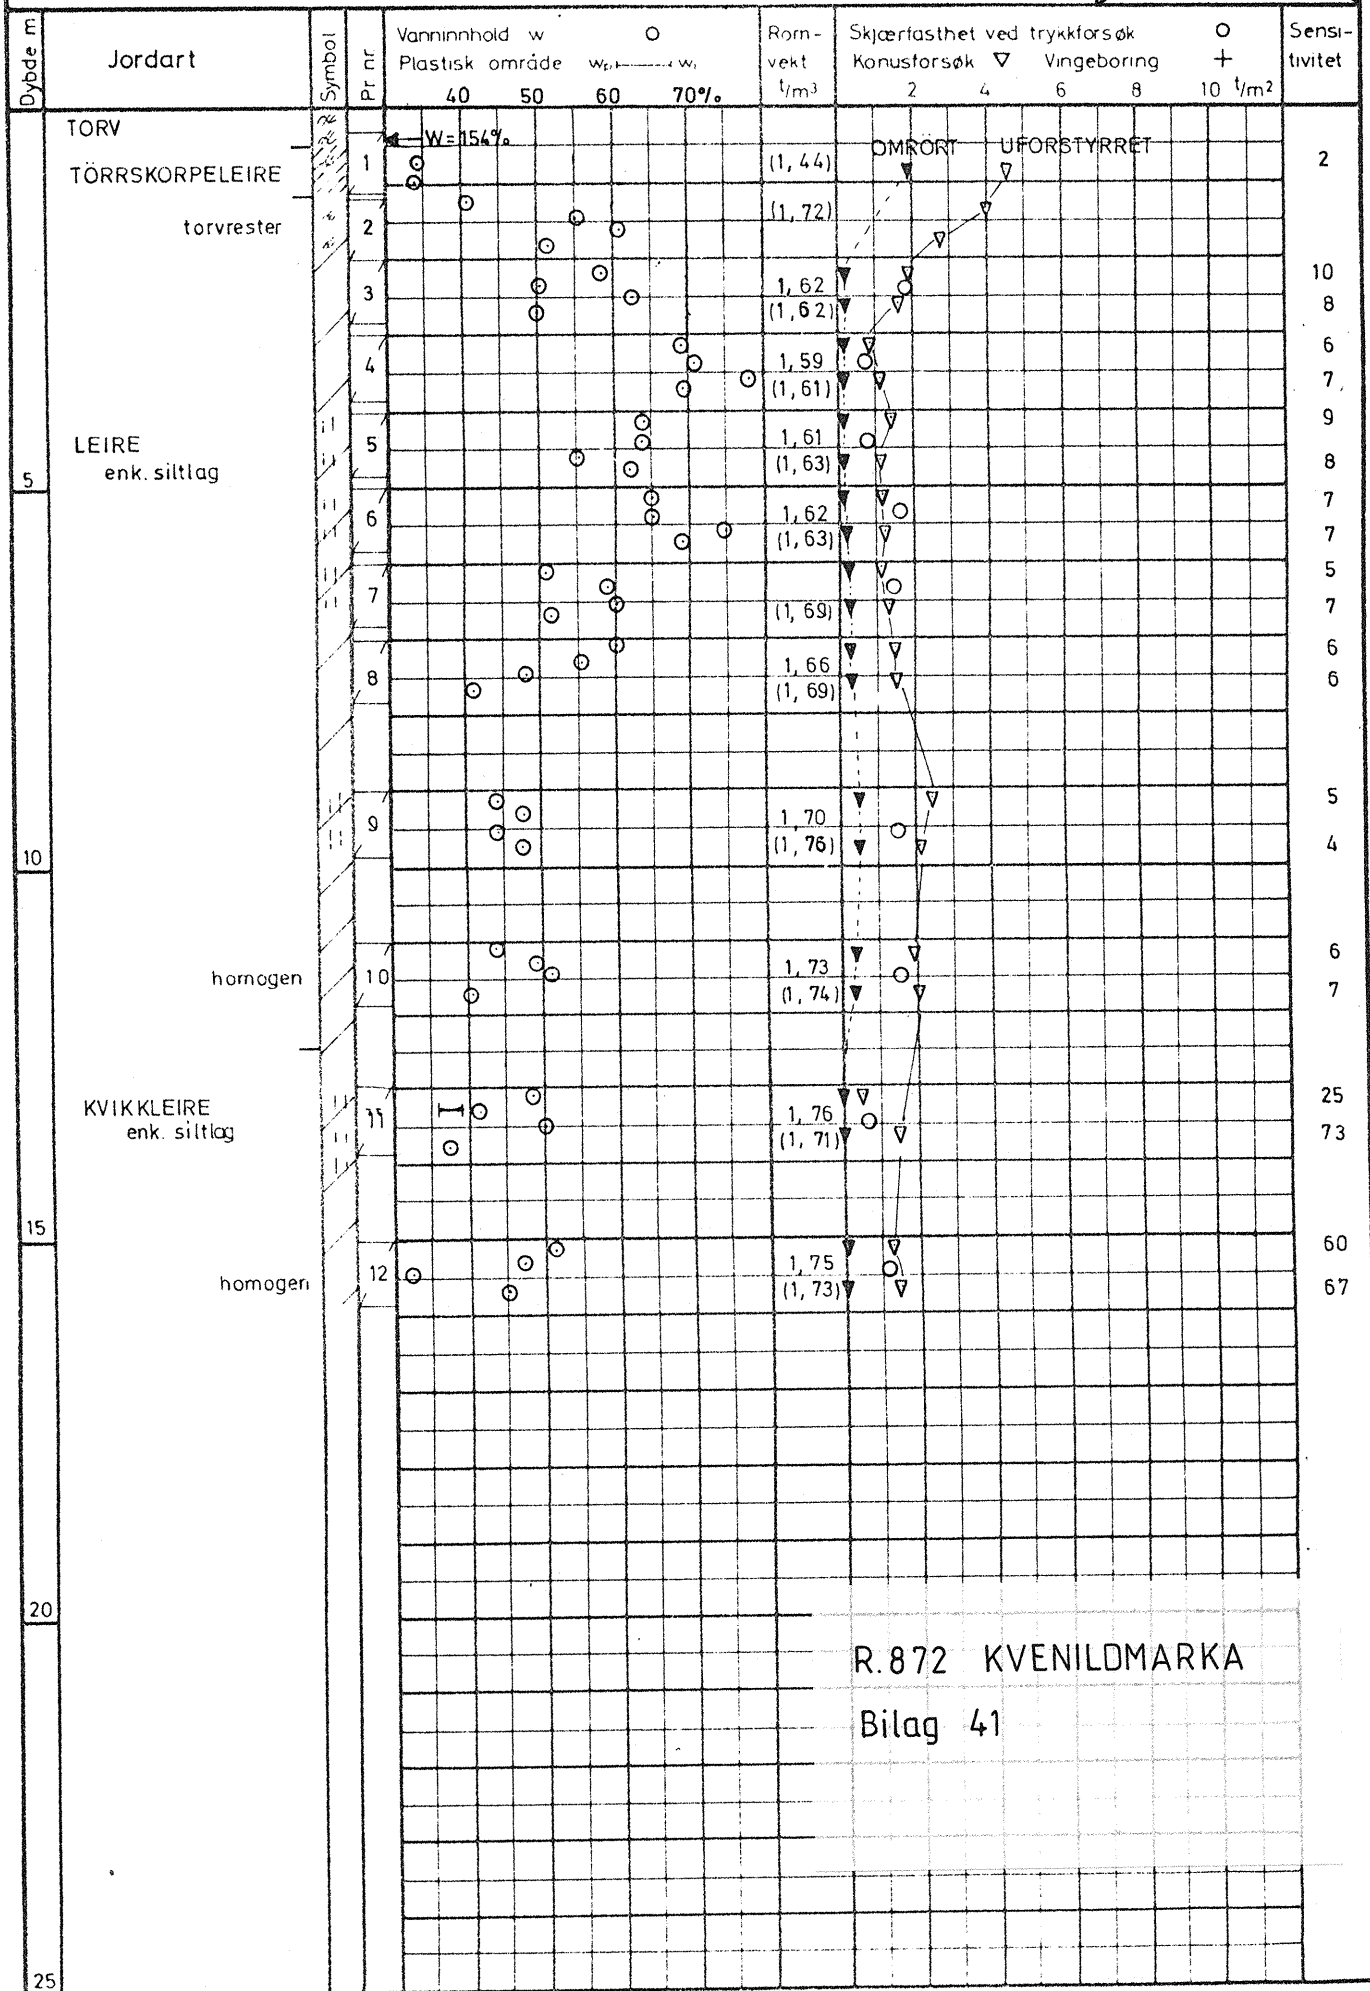 Dybde m
Jordart
Symbol
Pr nr
Vanninnhold w
Plastisk område wp wl
40 50 60 70%
Romvekt t/m³
Skjærfasthet ved trykkforsøk
Konusforsøk Vingeboring +
2 4 6 8 10 t/m²
Sensitivitet
TORV
W=154%
OMRÖRT UFORSTYRRET
TÖRRSKORPELEIRE 1 (1,44) 2
torvrester 2 (1,72)
10
3 1,62
(1,62) 8
6
4 1,59
(1,61) 7
9
LEIRE 5 1,61
enk. siltlag (1,63) 8
5
7
6 1,62
(1,63) 7
5
7 (1,69) 7
6
8 1,66 6
(1,69)
5
9 1,70
(1,76) 4
10
6
homogen 10 1,73
(1,74) 7
25
KVIKKLEIRE 11 1,76
enk. siltlag (1,71) 73
15
60
12 1,75
homogen (1,73) 67
20
R.872 KVENILDMARKA
Bilag 41
25